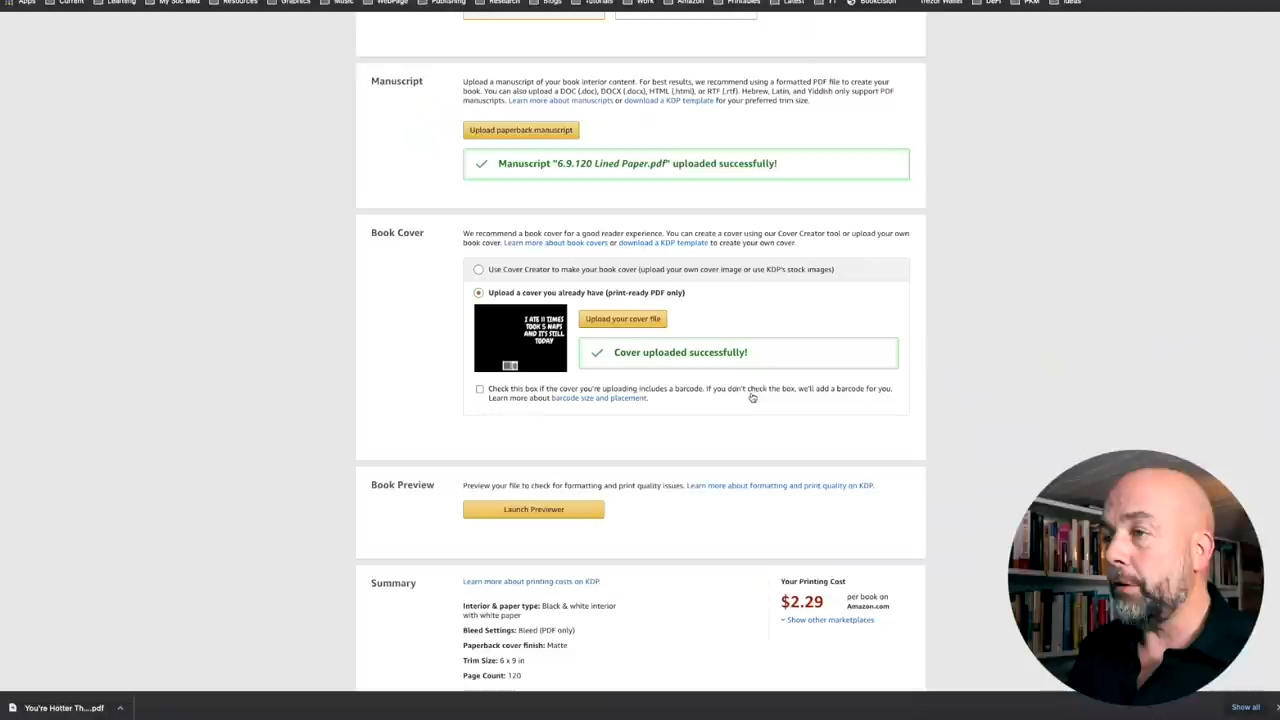 Apps Current Learning My Soc Med Resources Graphics Music WebPage Publishing Research Blogs Tutorials Work Amazon Printables Latest YT Bookcision Trezor Wallet DeFi PKM Ideas
Manuscript
Upload a manuscript of your book interior content. For best results, we recommend using a formatted PDF file to create your
book. You can also upload a DOC (.doc), DOCX (.docx), HTML (.html), or RTF (.rtf). Hebrew, Latin, and Yiddish only support PDF
manuscripts. Learn more about manuscripts or download a KDP template for your preferred trim size.
Upload paperback manuscript
Manuscript "6.9.120 Lined Paper.pdf" uploaded successfully!
Book Cover
We recommend a book cover for a good reader experience. You can create a cover using our Cover Creator tool or upload your own
book cover. Learn more about book covers or download a KDP template to create your own cover.
Use Cover Creator to make your book cover (upload your own cover image or use KDP's stock images)
Upload a cover you already have (print-ready PDF only)
I ATE 11 TIMES
TOOK 5 NAPS
AND IT'S STILL
TODAY
Upload your cover file
Cover uploaded successfully!
Check this box if the cover you're uploading includes a barcode. If you don't check the box, we'll add a barcode for you.
Learn more about barcode size and placement.
Book Preview
Preview your file to check for formatting and print quality issues. Learn more about formatting and print quality on KDP.
Launch Previewer
Summary
Learn more about printing costs on KDP.
Interior & paper type: Black & white interior
with white paper
Bleed Settings: Bleed (PDF only)
Paperback cover finish: Matte
Trim Size: 6 x 9 in
Page Count: 120
Your Printing Cost
$2.29 per book on
Amazon.com
Show other marketplaces
You're Hotter Th....pdf
Show all